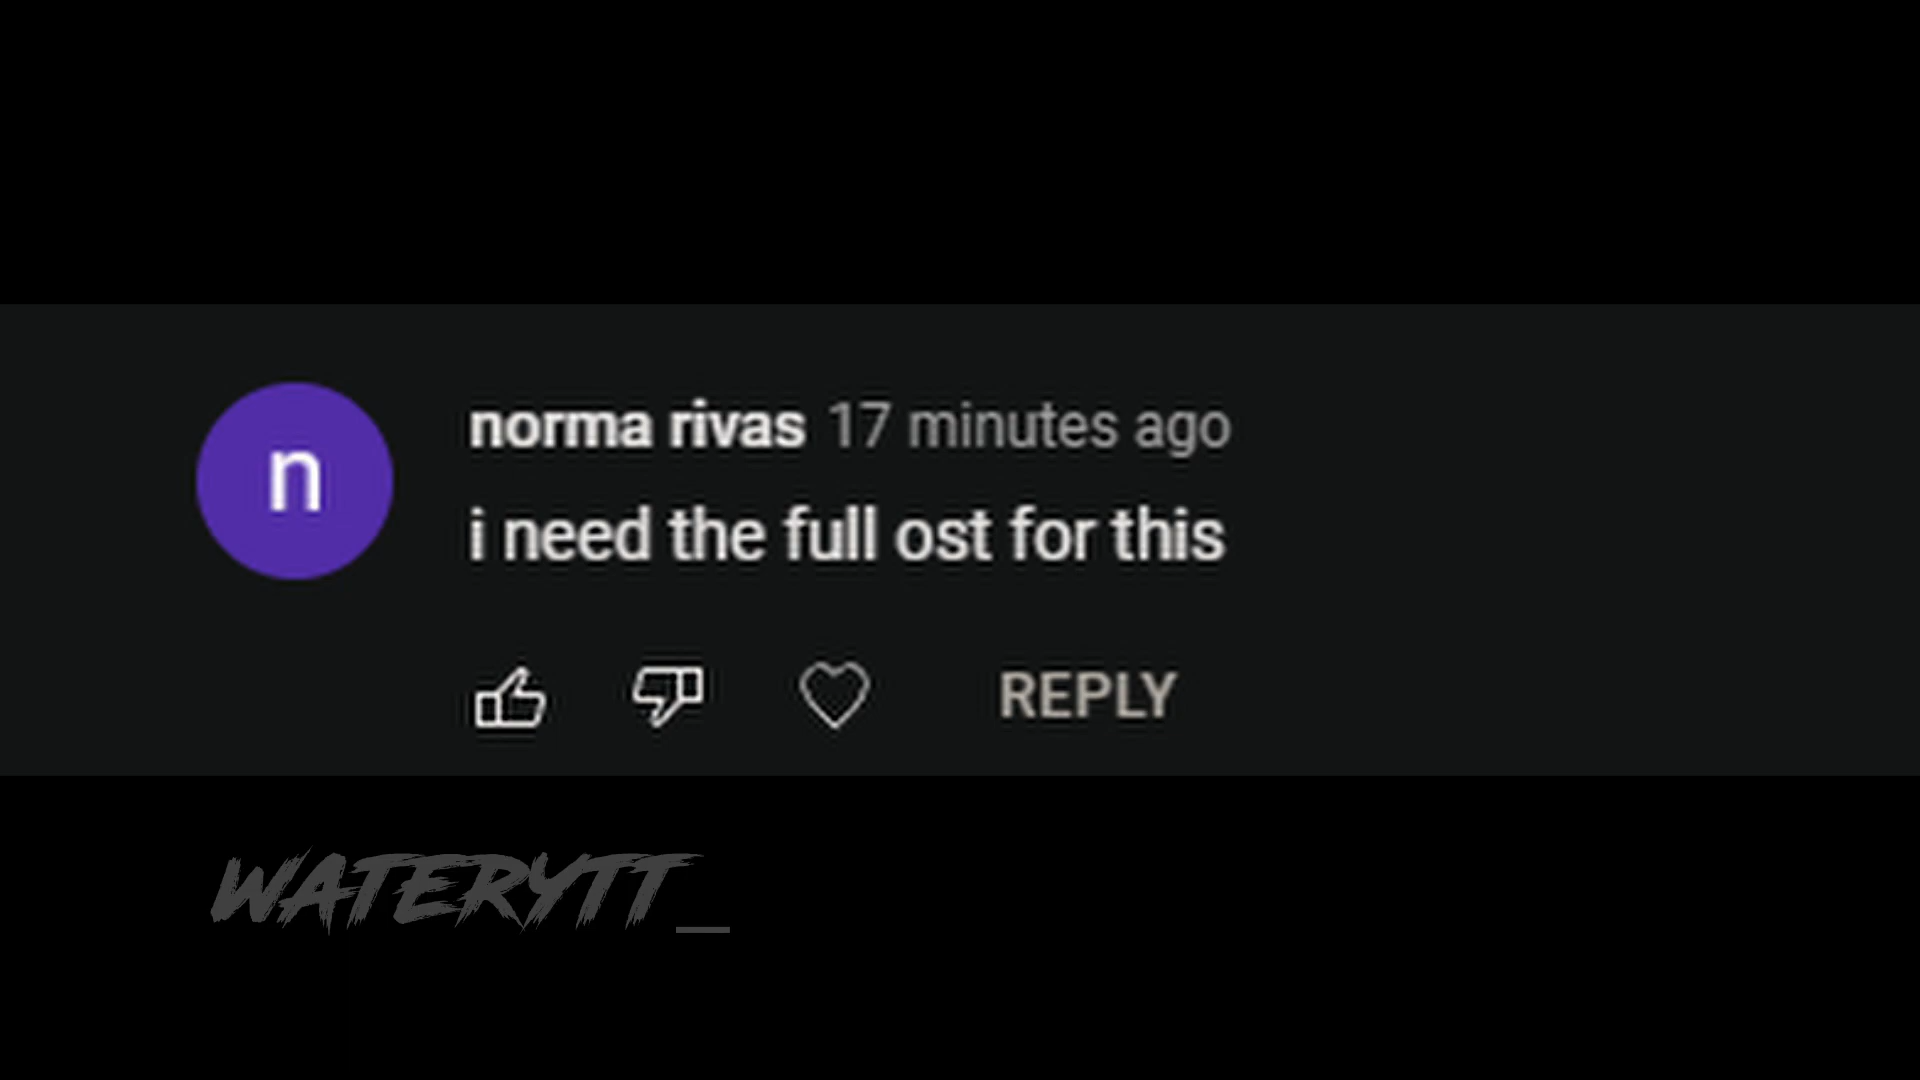 n
norma rivas 17 minutes ago
i need the full ost for this
REPLY
WATERYTT_